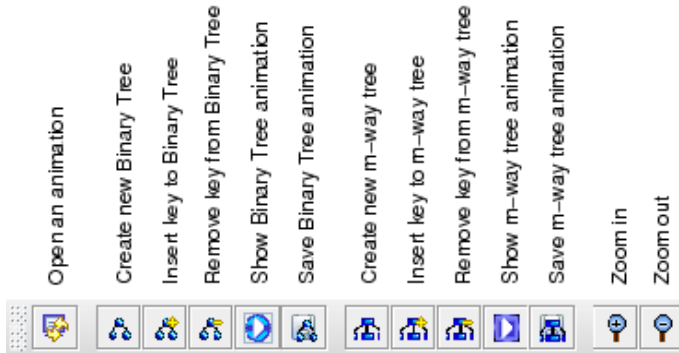 Open an animation
Create new Binary Tree
Insert key to Binary Tree
Remove key from Binary Tree
Show Binary Tree animation
Save Binary Tree animation
Create new m−way tree
Insert key to m−way tree
Remove key from m−way tree
Show m−way tree animation
Save m−way tree animation
Zoom in
Zoom out